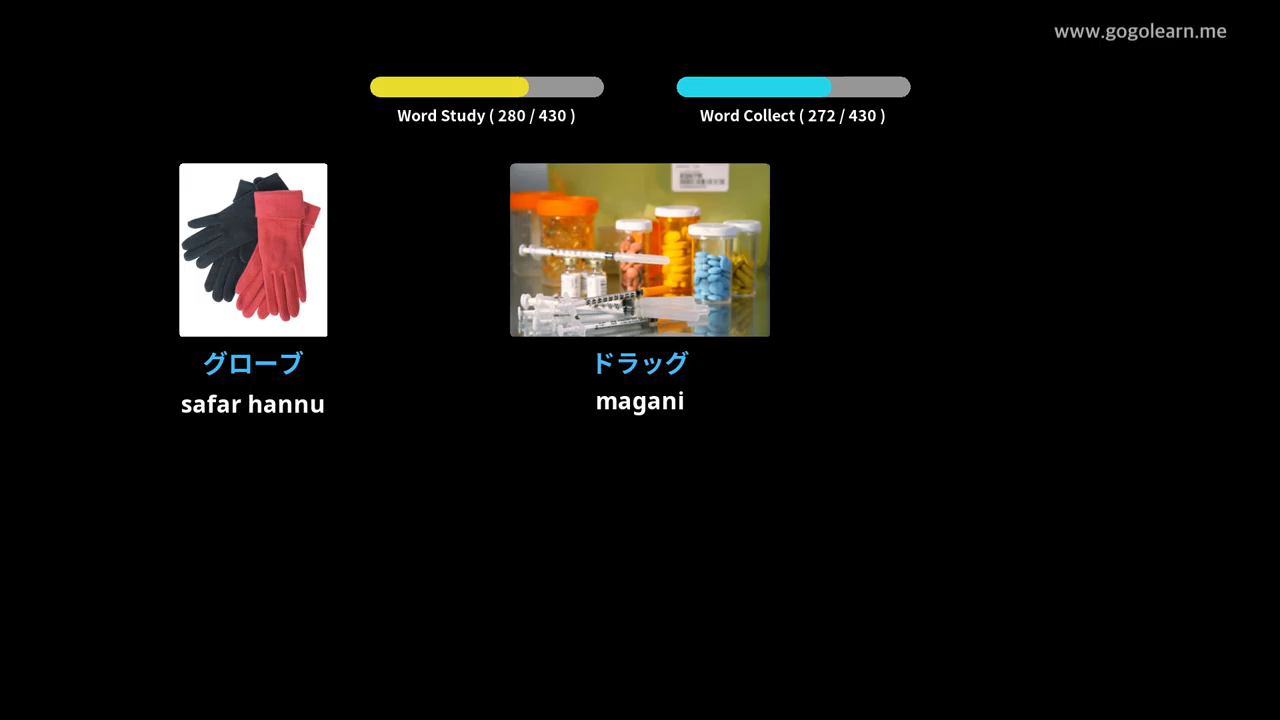 www.gogolearn.me
Word Study ( 280 / 430 )
Word Collect ( 272 / 430 )
グローブ
safar hannu
ドラッグ
magani